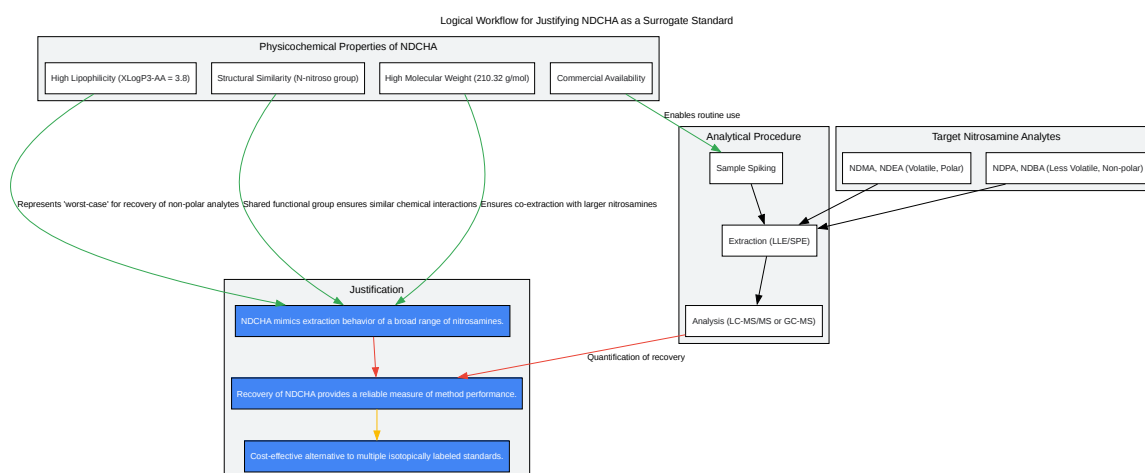 Logical Workflow for Justifying NDCHA as a Surrogate Standard
Physicochemical Properties of NDCHA
High Lipophilicity (XLogP3-AA = 3.8)
Structural Similarity (N-nitroso group)
High Molecular Weight (210.32 g/mol)
Commercial Availability
Enables routine use
Analytical Procedure
Target Nitrosamine Analytes
Sample Spiking
NDMA, NDEA (Volatile, Polar)
NDPA, NDBA (Less Volatile, Non-polar)
Represents 'worst-case' for recovery of non-polar analytes
Shared functional group ensures similar chemical interactions
Ensures co-extraction with larger nitrosamines
Extraction (LLE/SPE)
Justification
NDCHA mimics extraction behavior of a broad range of nitrosamines.
Analysis (LC-MS/MS or GC-MS)
Quantification of recovery
Recovery of NDCHA provides a reliable measure of method performance.
Cost-effective alternative to multiple isotopically labeled standards.